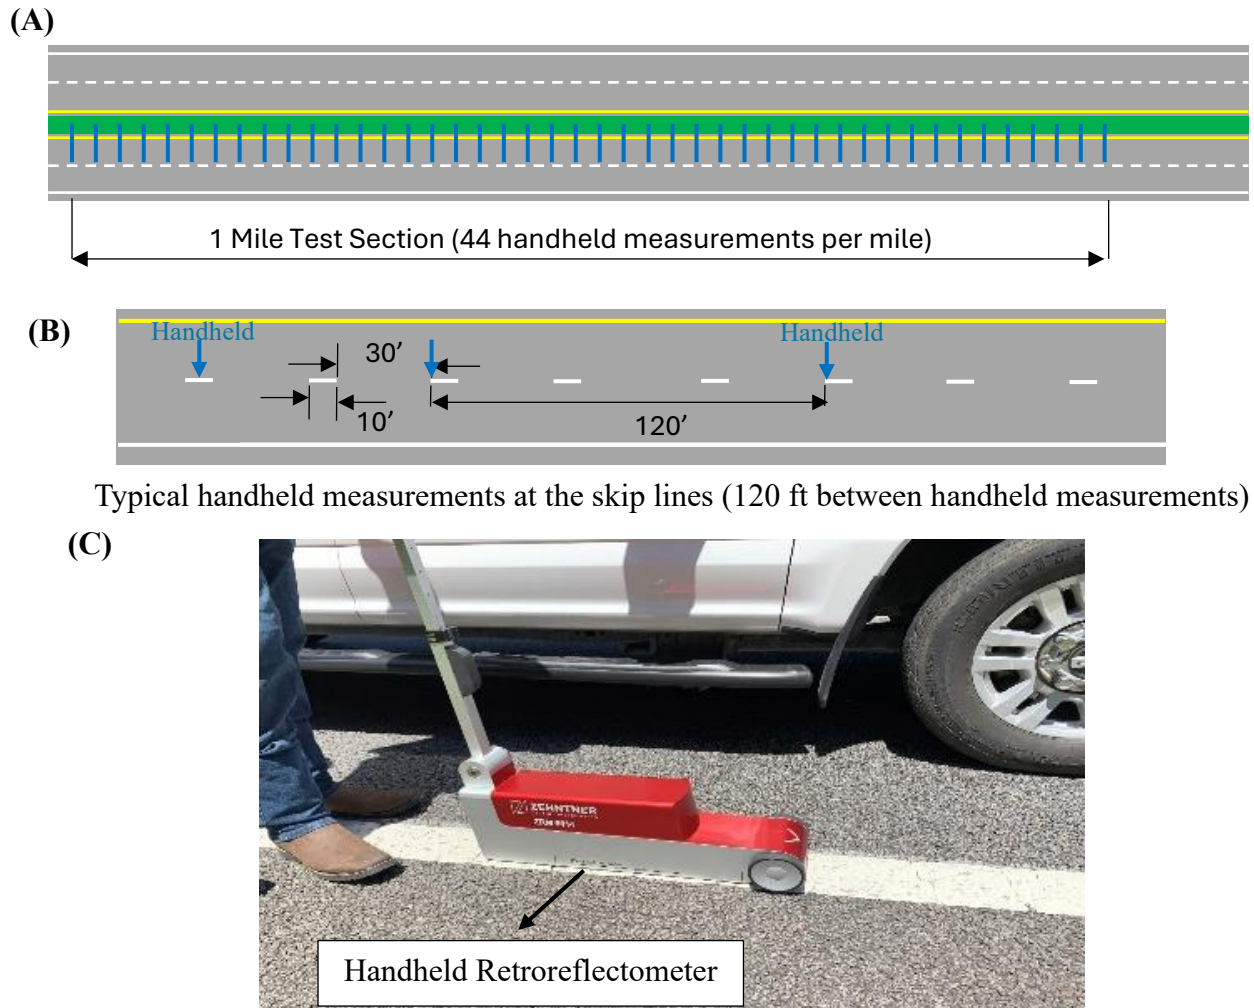 (A)
1 Mile Test Section (44 handheld measurements per mile)
(B)
Handheld
Handheld
30’
10’
120’
Typical handheld measurements at the skip lines (120 ft between handheld measurements)
(C)
ZEHNTNER
Handheld Retroreflectometer